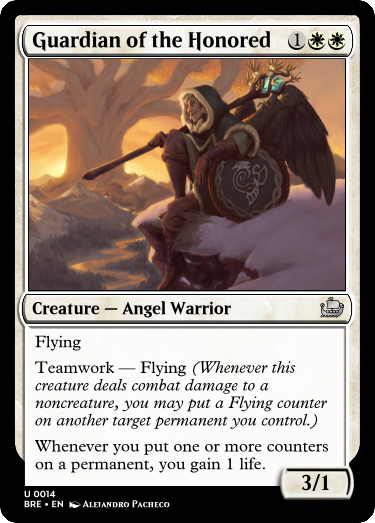 Guardian of the Honored 1
Creature — Angel Warrior
Flying
Teamwork — Flying (Whenever this
creature deals combat damage to a
noncreature, you may put a Flying counter
on another target permanent you control.)
Whenever you put one or more counters
on a permanent, you gain 1 life.
3/1
U 0014
BRE • EN Alejandro Pacheco